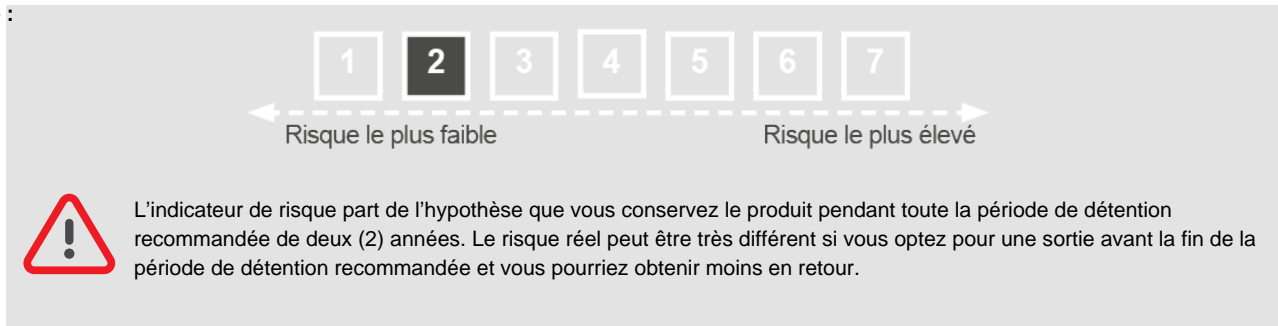 :
1 2 3 4 5 6 7
Risque le plus faible Risque le plus élevé
L'indicateur de risque part de l'hypothèse que vous conservez le produit pendant toute la période de détention
recommandée de deux (2) années. Le risque réel peut être très différent si vous optez pour une sortie avant la fin de la
période de détention recommandée et vous pourriez obtenir moins en retour.